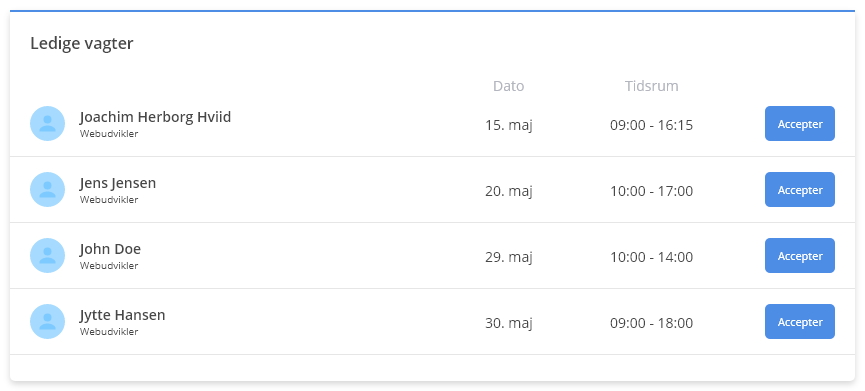 Ledige vagter
Dato Tidsrum
Joachim Herborg Hviid
Webudvikler
15. maj 09:00 - 16:15 Accepter
Jens Jensen
Webudvikler
20. maj 10:00 - 17:00 Accepter
John Doe
Webudvikler
29. maj 10:00 - 14:00 Accepter
Jytte Hansen
Webudvikler
30. maj 09:00 - 18:00 Accepter